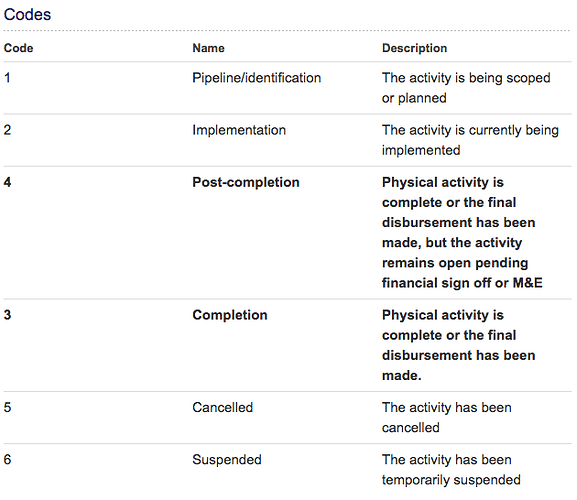 Codes
Code Name Description
1 Pipeline/identification The activity is being scoped
or planned
2 Implementation The activity is currently being
implemented
4 Post-completion Physical activity is
complete or the final
disbursement has been
made, but the activity
remains open pending
financial sign off or M&E
3 Completion Physical activity is
complete or the final
disbursement has been
made.
5 Cancelled The activity has been
cancelled
6 Suspended The activity has been
temporarily suspended